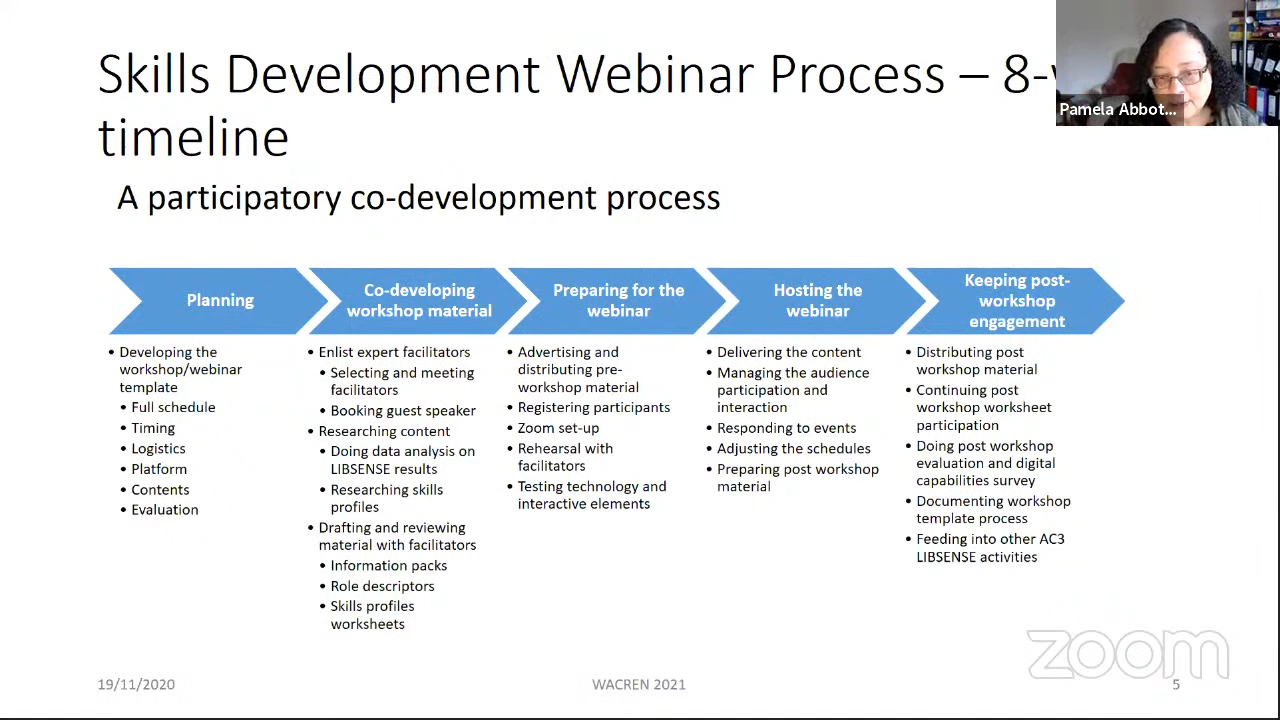 Skills Development Webinar Process – 8-
timeline
Pamela Abbot...
A participatory co-development process
Planning
Co-developing
workshop material
Preparing for the
webinar
Hosting the
webinar
Keeping post-
workshop
engagement
• Developing the
workshop/webinar
template
• Full schedule
• Timing
• Logistics
• Platform
• Contents
• Evaluation
• Enlist expert facilitators
• Selecting and meeting
facilitators
• Booking guest speaker
• Researching content
• Doing data analysis on
LIBSENSE results
• Researching skills
profiles
• Drafting and reviewing
material with facilitators
• Information packs
• Role descriptors
• Skills profiles
worksheets
• Advertising and
distributing pre-
workshop material
• Registering participants
• Zoom set-up
• Rehearsal with
facilitators
• Testing technology and
interactive elements
• Delivering the content
• Managing the audience
participation and
interaction
• Responding to events
• Adjusting the schedules
• Preparing post workshop
material
• Distributing post
workshop material
• Continuing post
workshop worksheet
participation
• Doing post workshop
evaluation and digital
capabilities survey
• Documenting workshop
template process
• Feeding into other AC3
LIBSENSE activities
zoom
19/11/2020
WACREN 2021
5